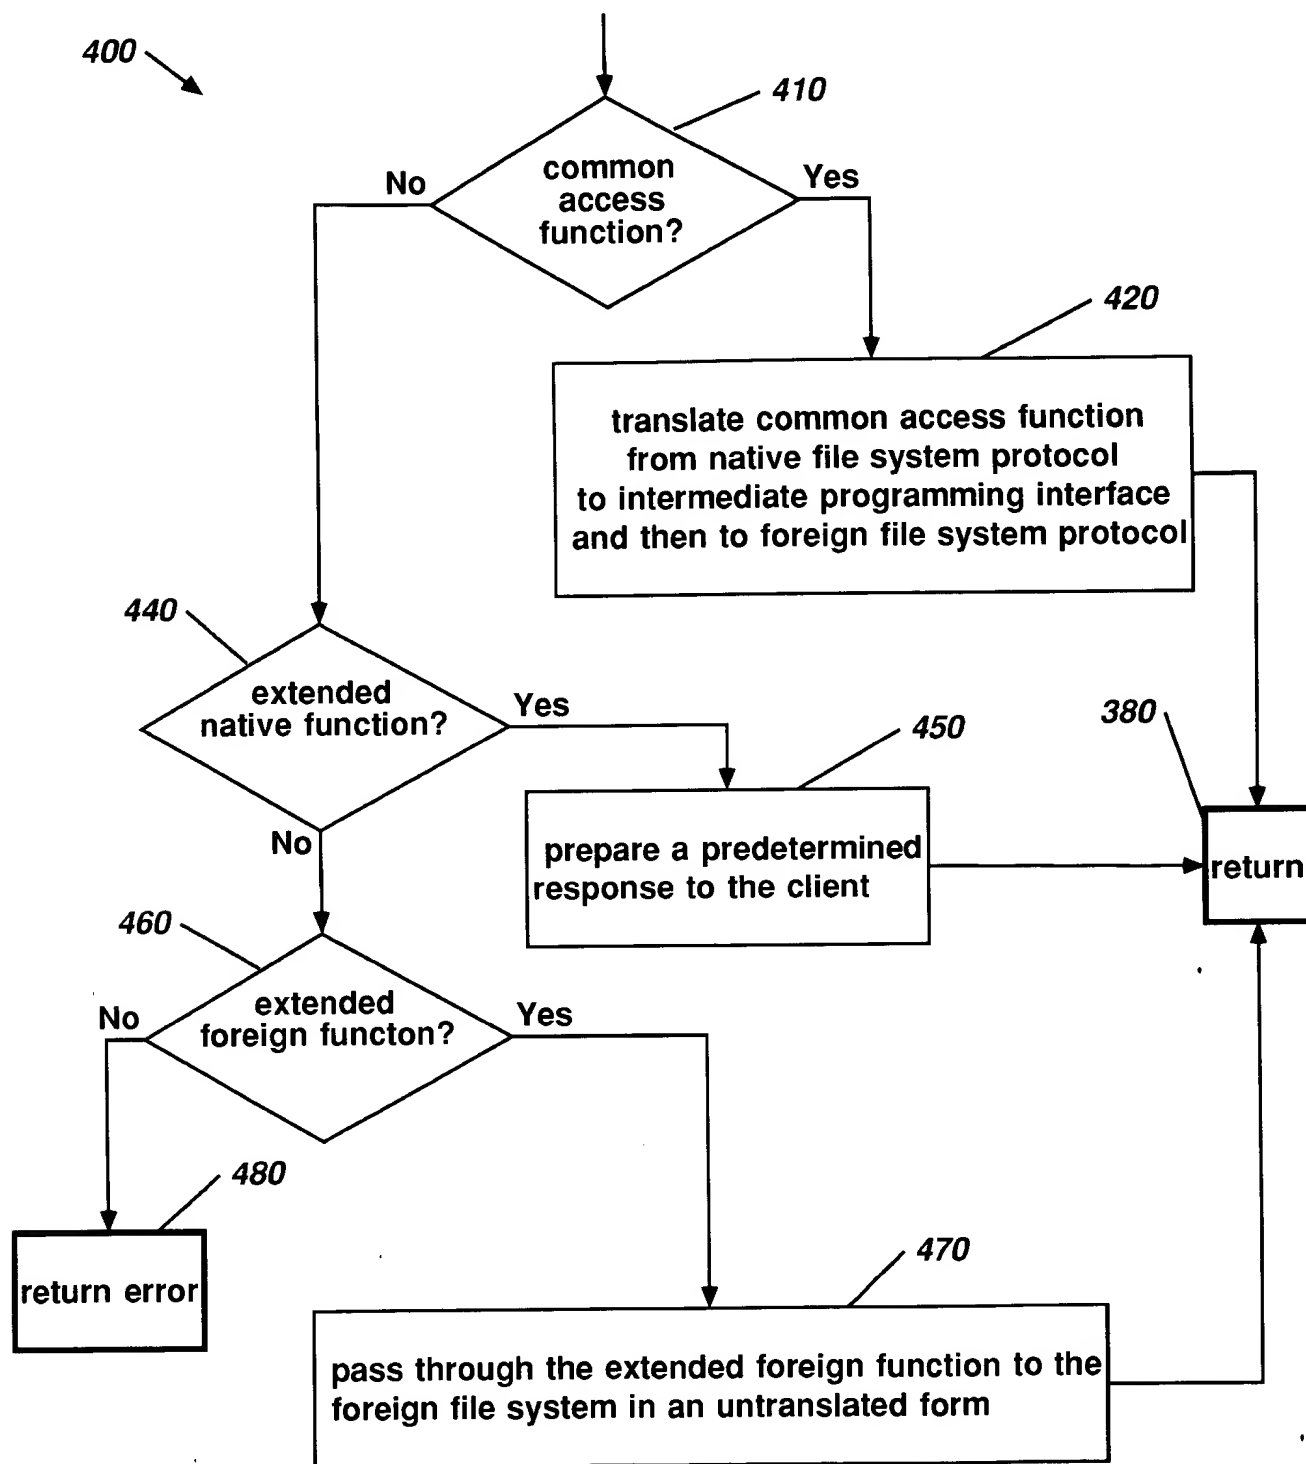 400
410
common
access
function?
No
Yes
420
translate common access function
from native file system protocol
to intermediate programming interface
and then to foreign file system protocol
440
extended
native function?
Yes
450
380
prepare a predetermined
response to the client
return
No
460
extended
foreign functon?
No
Yes
480
return error
470
pass through the extended foreign function to the
foreign file system in an untranslated form